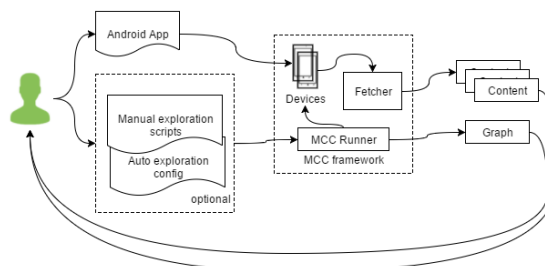 Android App
Manual exploration
scripts
Auto exploration
config
optional
Devices
Fetcher
MCC Runner
MCC framework
Content
Graph